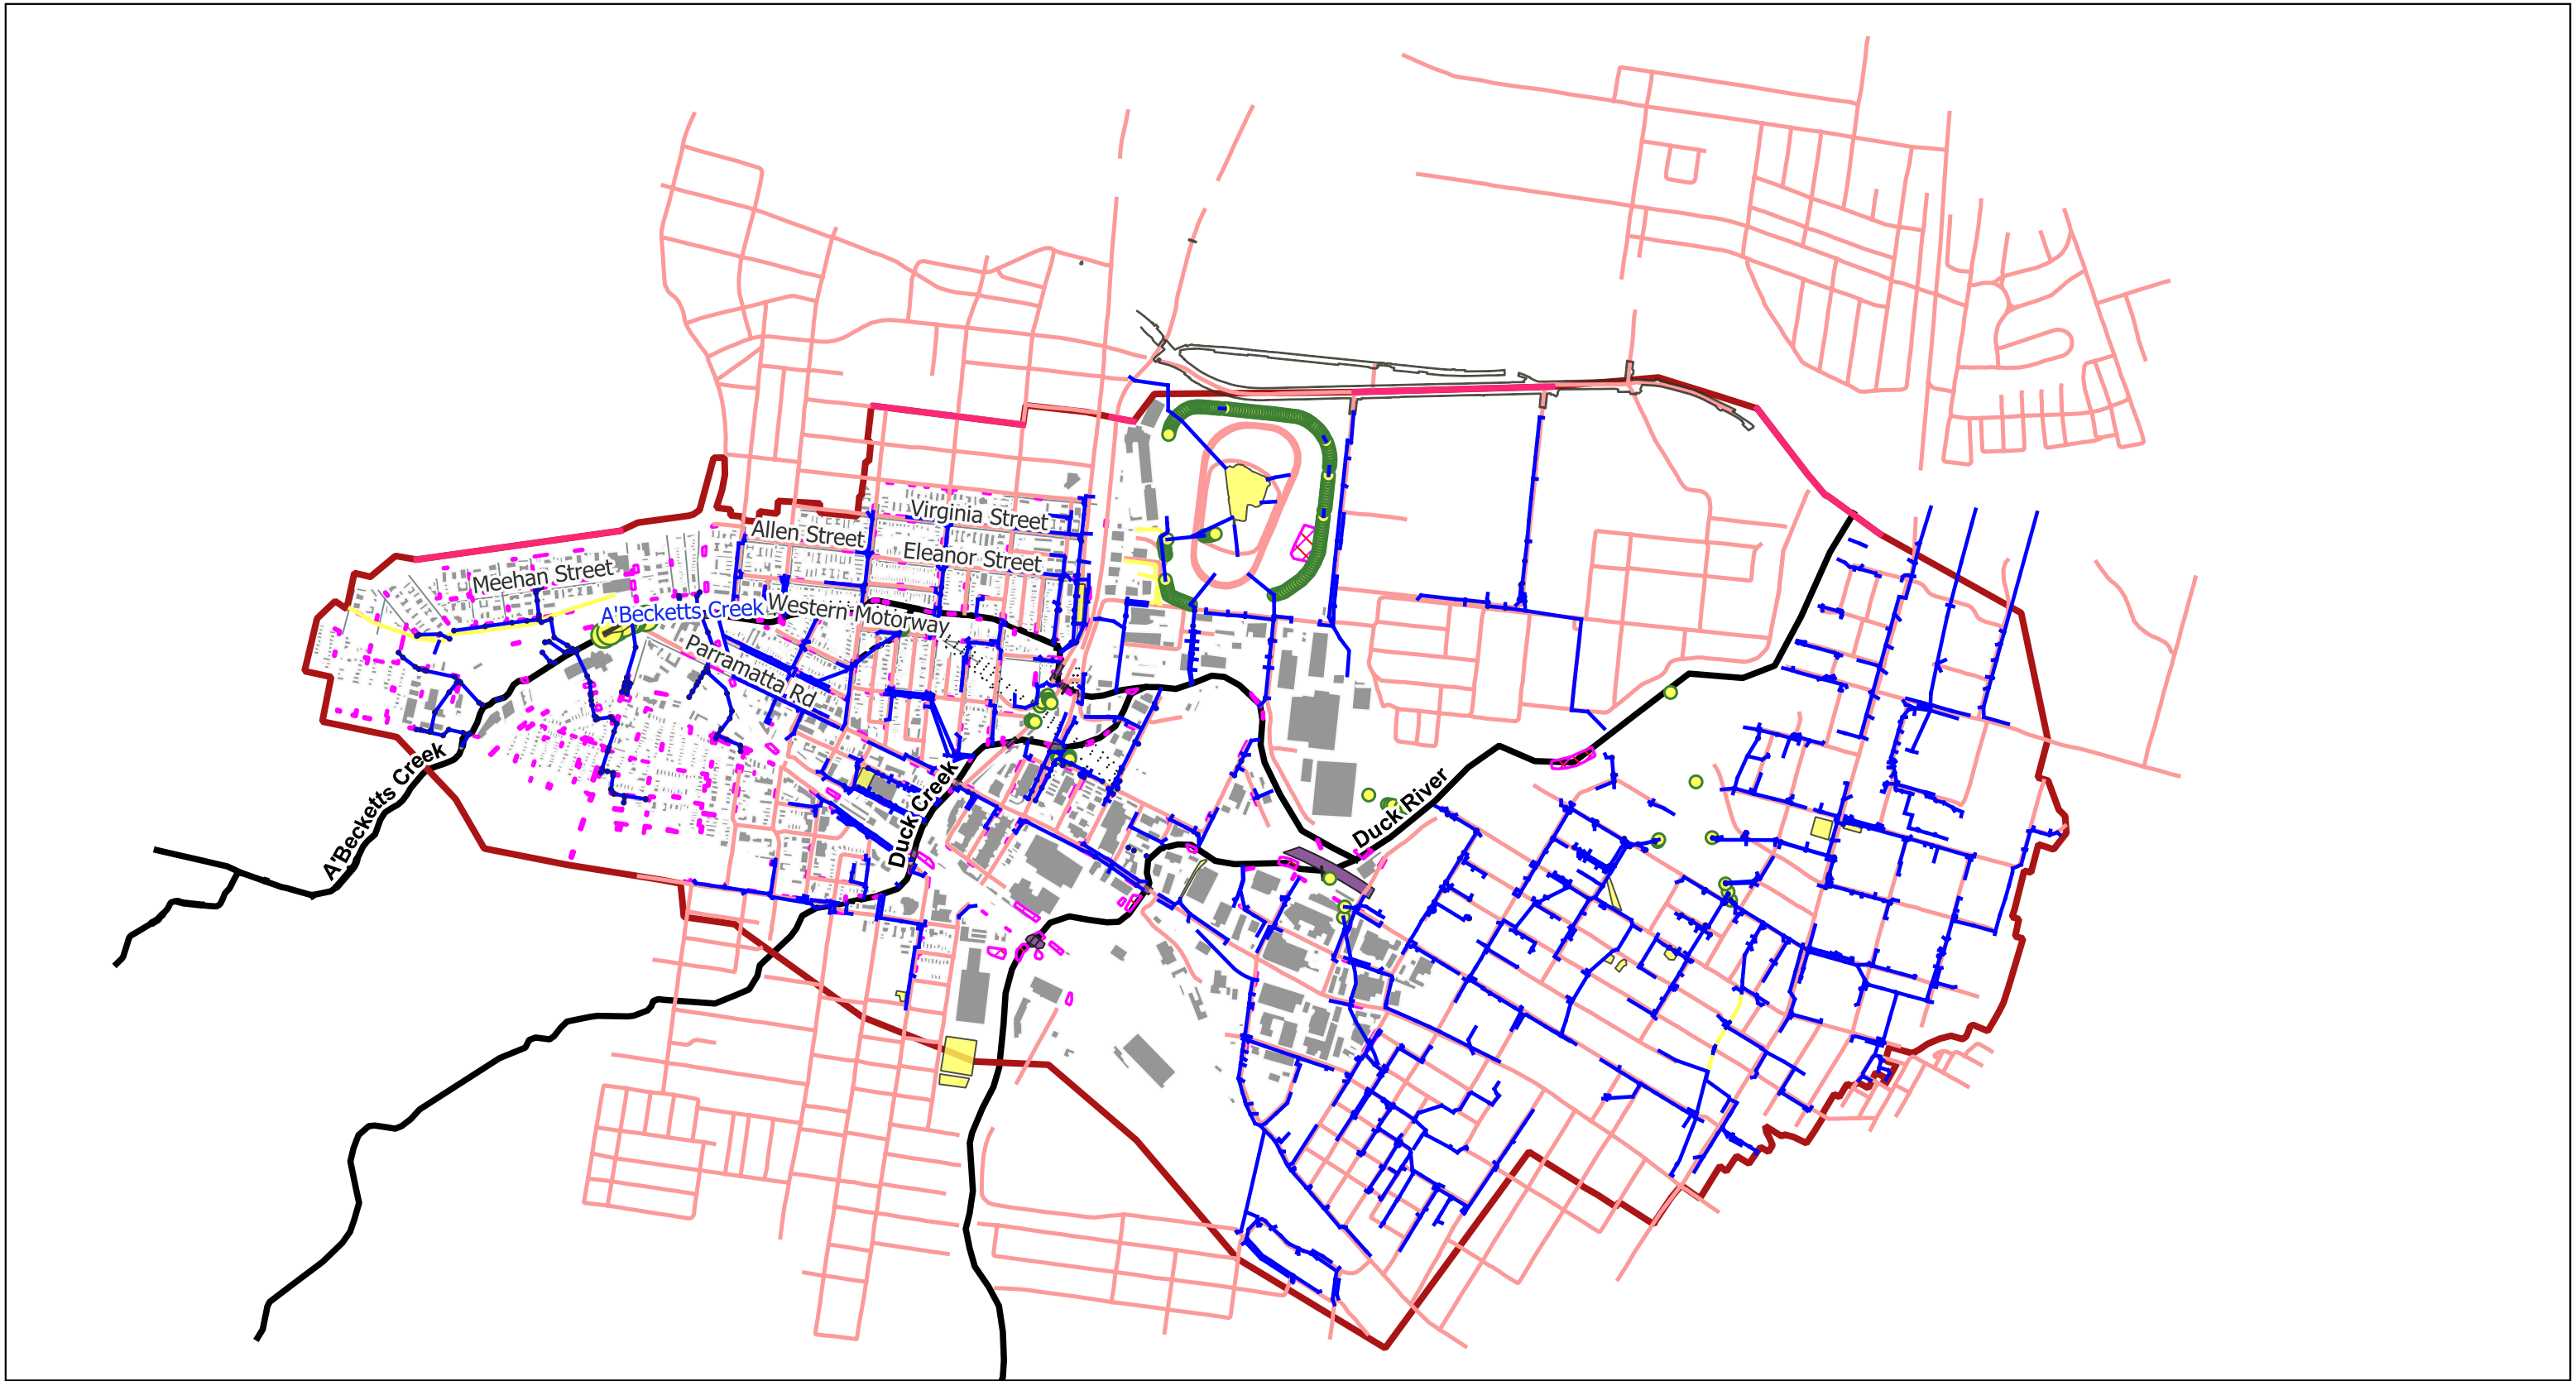 Virginia Street
Allen Street
Eleanor Street
Meehan Street
A'Becketts Creek
Western Motorway
Parramatta Rd
A'Becketts Creek
Duck Creek
Duck River